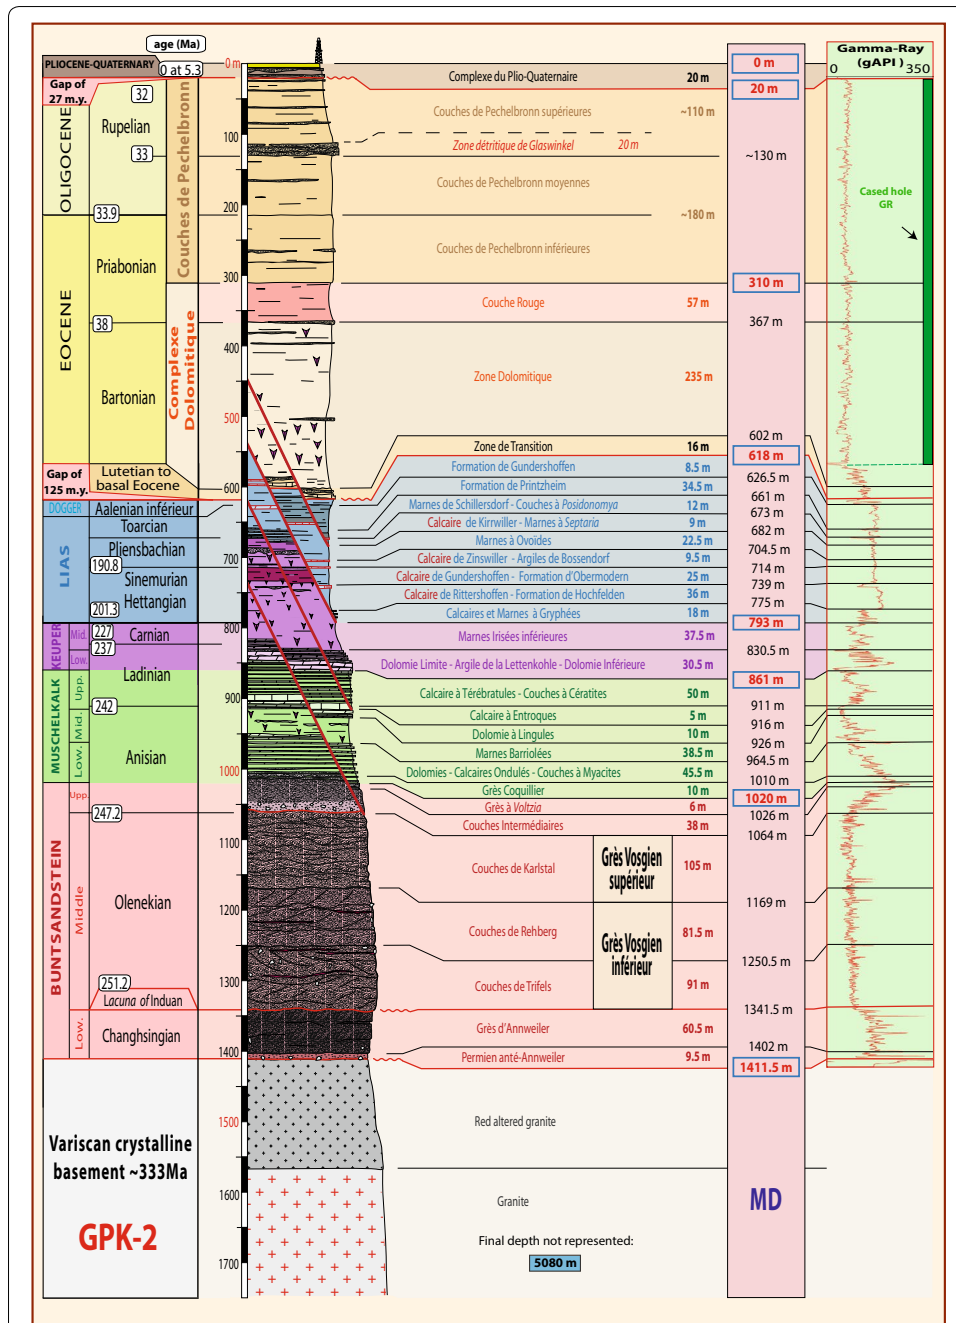 age (Ma)
PLIOCENE-QUATERNARY
0 at 5.3
Gap of
27 m.y.
32
OLIGOCENE
Rupelian
33
33.9
Couches de Pechelbronn
EOCENE
Priabonian
38
Bartonian
Complexe
Dolomitique
Gap of
125 m.y.
Lutetian to
basal Eocene
DOGGER
Aalenian inférieur
LIAS
Toarcian
Pliensbachian
190.8
Sinemurian
Hettangian
201.3
KEUPER
Mid.
227
Carnian
237
Low.
Ladinian
MUSCHELKALK
Upp.
242
Mid.
Low.
Anisian
BUNTSANDSTEIN
Upp.
247.2
Middle
Olenekian
251.2
Lacuna of Induan
Low.
Changhsingian
Variscan crystalline
basement ~333Ma
GPK-2
0 m
100
200
300
400
500
600
700
800
900
1000
1100
1200
1300
1400
1500
1600
1700
Complexe du Plio-Quaternaire 20 m
Couches de Pechelbronn supérieures ~110 m
Zone détritique de Glaswinkel 20 m
Couches de Pechelbronn moyennes
~180 m
Couches de Pechelbronn inférieures
Couche Rouge 57 m
Zone Dolomitique 235 m
Zone de Transition 16 m
Formation de Gundershoffen 8.5 m
Formation de Printzheim 34.5 m
Marnes de Schillersdorf - Couches à Posidonomya 12 m
Calcaire de Kirrwiller - Marnes à Septaria 9 m
Marnes à Ovoïdes 22.5 m
Calcaire de Zinswiller - Argiles de Bossendorf 9.5 m
Calcaire de Gundershoffen - Formation d'Obermodern 25 m
Calcaire de Rittershoffen - Formation de Hochfelden 36 m
Calcaires et Marnes à Gryphées 18 m
Marnes Irisées inférieures 37.5 m
Dolomie Limite - Argile de la Lettenkohle - Dolomie Inférieure 30.5 m
Calcaire à Térébratules - Couches à Cératites 50 m
Calcaire à Entroques 5 m
Dolomie à Lingules 10 m
Marnes Barriolées 38.5 m
Dolomies - Calcaires Ondulés - Couches à Myacites 45.5 m
Grès Coquillier 10 m
Grès à Voltzia 6 m
Couches Intermédiaires 38 m
Couches de Karlstal
Grès Vosgien
supérieur
105 m
Couches de Rehberg 81.5 m
Grès Vosgien
inférieur
Couches de Trifels 91 m
Grès d'Annweiler 60.5 m
Permien anté-Annweiler 9.5 m
Red altered granite
Granite
Final depth not represented:
5080 m
0 m
20 m
~130 m
310 m
367 m
602 m
618 m
626.5 m
661 m
673 m
682 m
704.5 m
714 m
739 m
775 m
793 m
830.5 m
861 m
911 m
916 m
926 m
964.5 m
1010 m
1020 m
1026 m
1064 m
1169 m
1250.5 m
1341.5 m
1402 m
1411.5 m
MD
Gamma-Ray
(gAPI )
0 350
Cased hole
GR